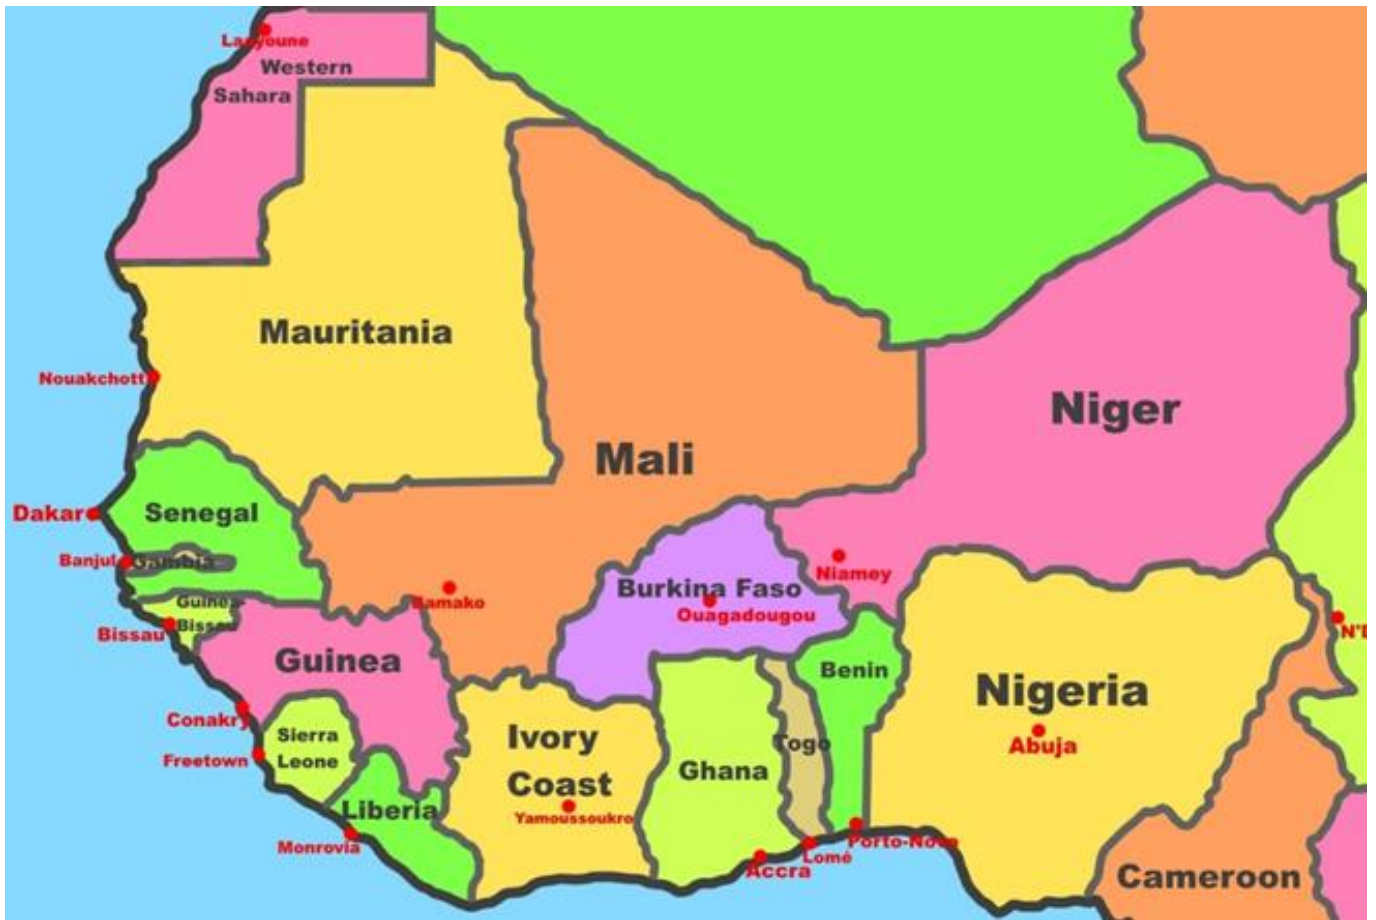 Laayoune
Western
Sahara
Mauritania
Nouakchott
Niger
Mali
Dakar
Senegal
Banjul
Gambia
Niamey
Burkina Faso
Ouagadougou
Bamako
Guinea-
Bissau
Bissau
N'D
Guinea
Benin
Nigeria
Abuja
Conakry
Sierra
Leone
Freetown
Ivory
Coast
Togo
Ghana
Liberia
Yamoussoukro
Monrovia
Porto-Novo
Lomé
Accra
Cameroon